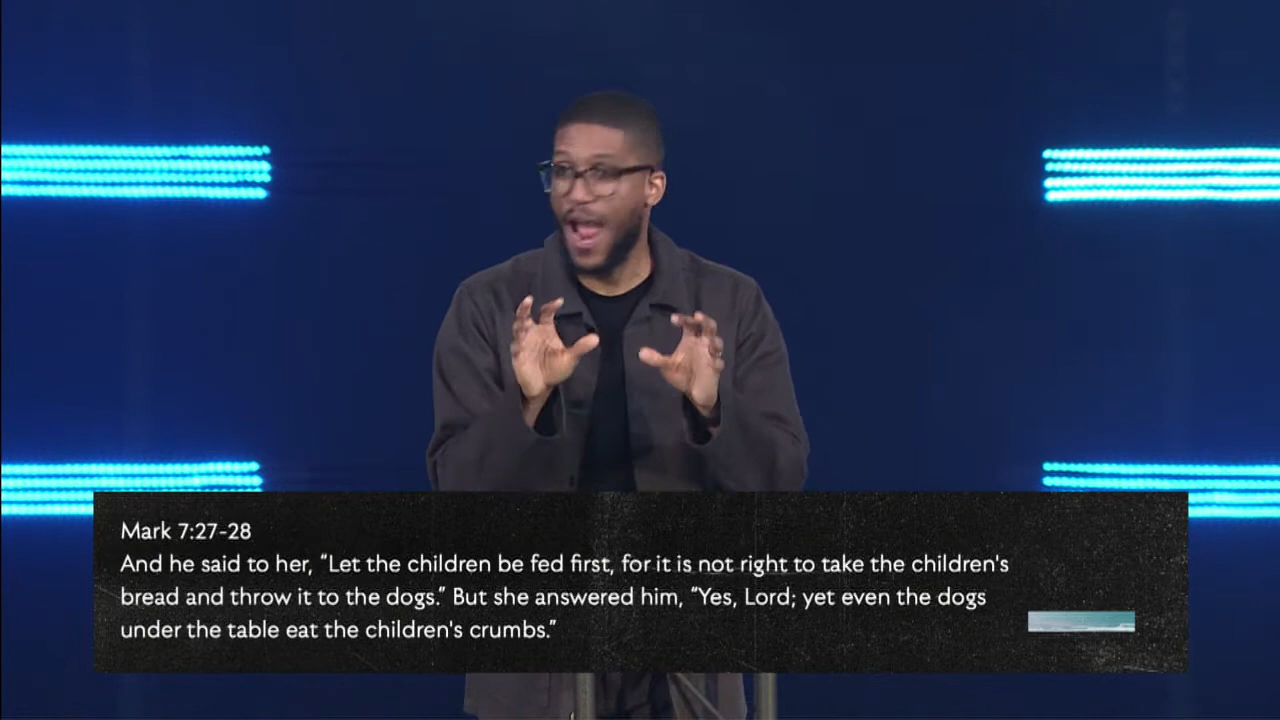 Mark 7:27-28
And he said to her, “Let the children be fed first, for it is not right to take the children's
bread and throw it to the dogs.” But she answered him, “Yes, Lord; yet even the dogs
under the table eat the children's crumbs.”